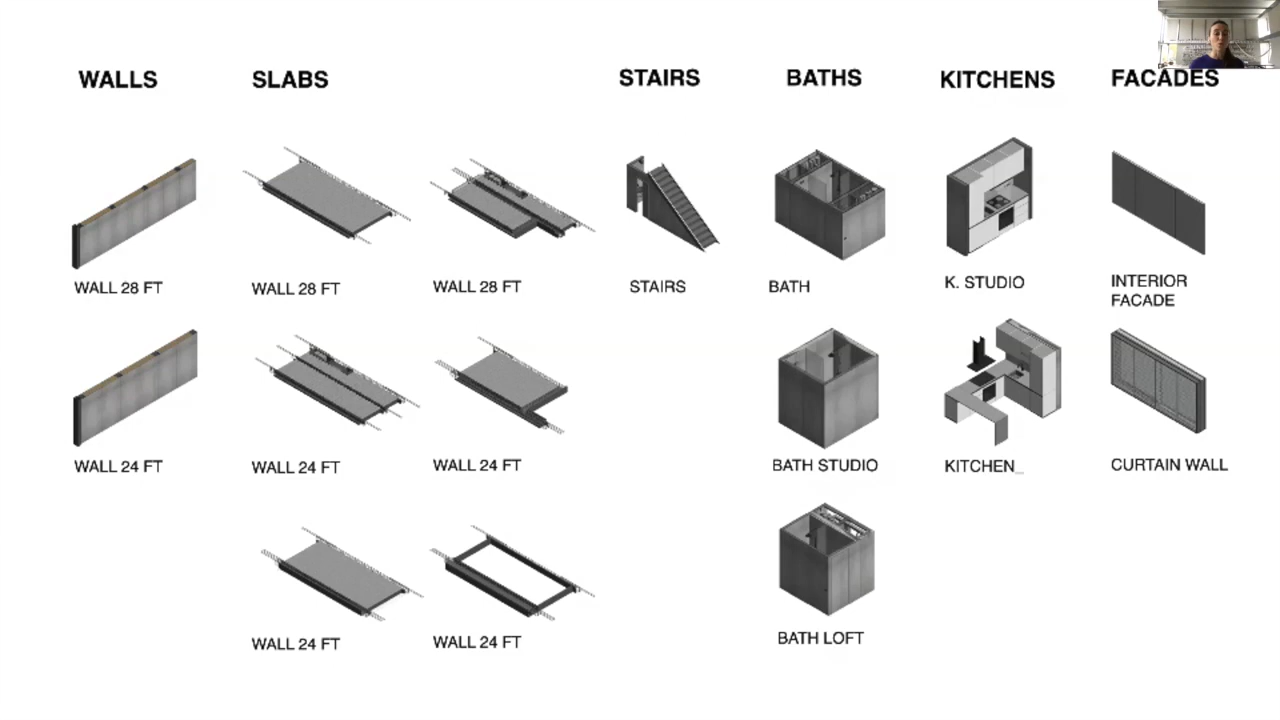 WALLS
SLABS
STAIRS
BATHS
KITCHENS
FACADES
WALL 28 FT
WALL 28 FT
WALL 28 FT
STAIRS
BATH
K. STUDIO
INTERIOR
FACADE
WALL 24 FT
WALL 24 FT
WALL 24 FT
BATH STUDIO
KITCHEN_
CURTAIN WALL
WALL 24 FT
WALL 24 FT
BATH LOFT